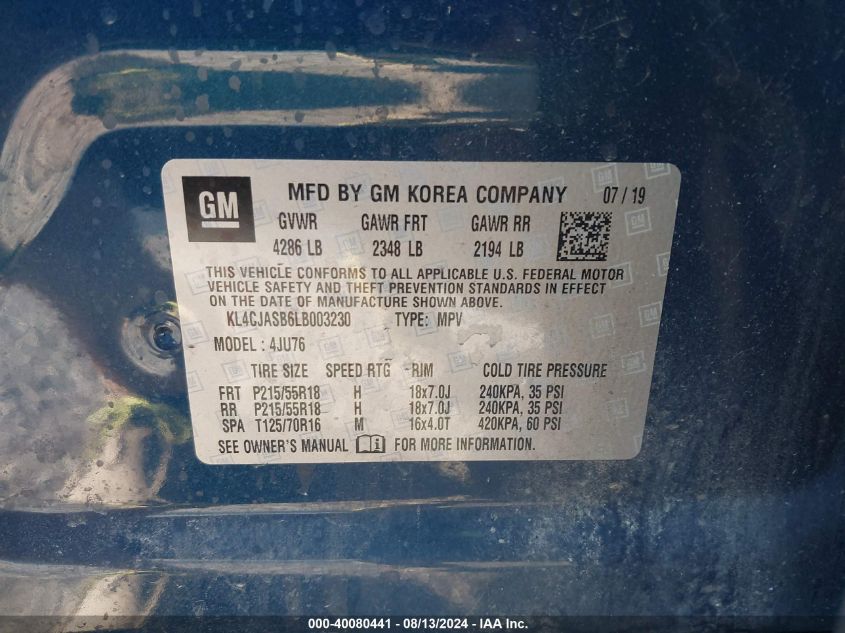 GM MFD BY GM KOREA COMPANY 07 / 19
GVWR GAWR FRT GAWR RR
4286 LB 2348 LB 2194 LB
THIS VEHICLE CONFORMS TO ALL APPLICABLE U.S. FEDERAL MOTOR
VEHICLE SAFETY AND THEFT PREVENTION STANDARDS IN EFFECT
ON THE DATE OF MANUFACTURE SHOWN ABOVE.
KL4CJASB6LB003230 TYPE: MPV
MODEL : 4JU76
TIRE SIZE SPEED RTG RIM COLD TIRE PRESSURE
FRT P215/55R18 H 18x7.0J 240KPA, 35 PSI
RR P215/55R18 H 18x7.0J 240KPA, 35 PSI
SPA T125/70R16 M 16x4.0T 420KPA, 60 PSI
SEE OWNER'S MANUAL FOR MORE INFORMATION.
000-40080441 - 08/13/2024 - IAA Inc.